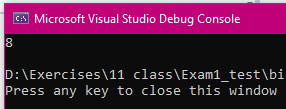 Microsoft Visual Studio Debug Console
8
D:\Exercises\11 class\Exam1_test\bi
Press any key to close this window